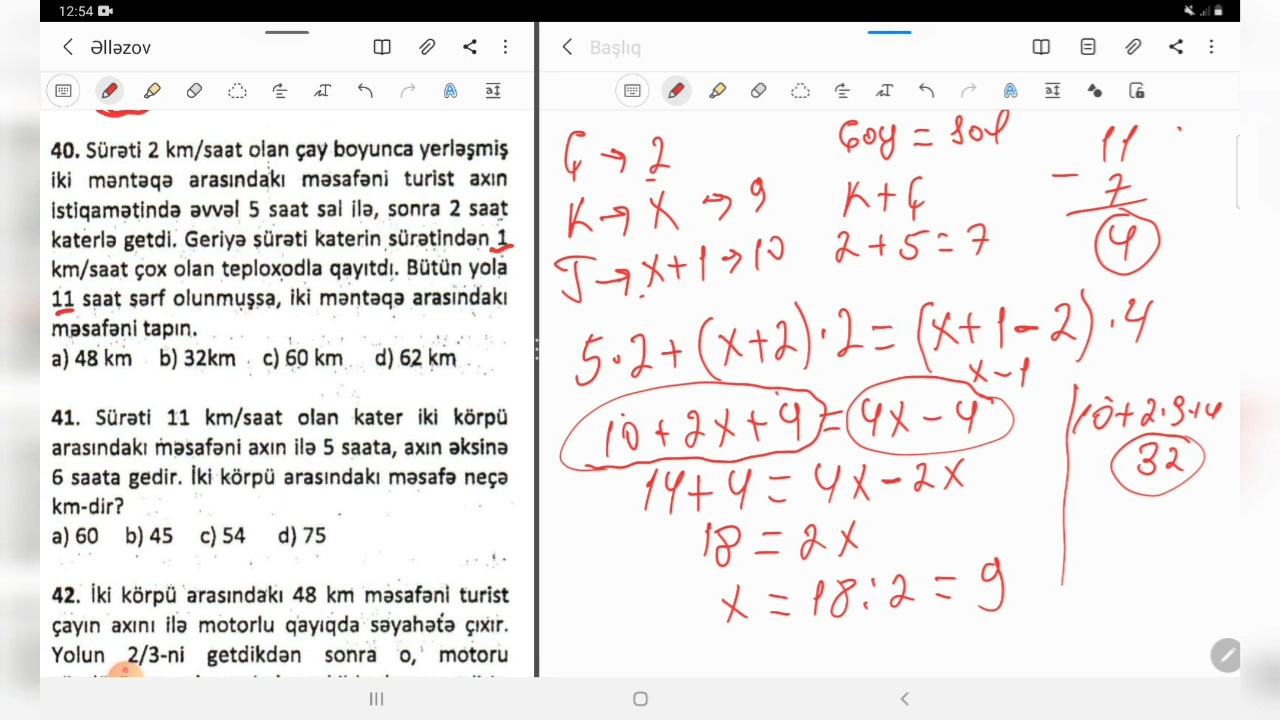 12:54
Əlləzov
Başlıq
40. Sürəti 2 km/saat olan çay boyunca yerləşmiş
iki məntəqə arasındakı məsafəni turist axın
istiqamətində əvvəl 5 saat sal ilə, sonra 2 saat
katerlə getdi. Geriyə sürəti katerin sürətindən 1
km/saat çox olan teploxodla qayıtdı. Bütün yola
11 saat sərf olunmuşsa, iki məntəqə arasındakı
məsafəni tapın.
a) 48 km b) 32km c) 60 km d) 62 km
41. Sürəti 11 km/saat olan kater iki körpü
arasındakı məsafəni axın ilə 5 saata, axın əksinə
6 saata gedir. İki körpü arasındakı məsafə neçə
km-dir?
a) 60 b) 45 c) 54 d) 75
42. İki körpü arasındakı 48 km məsafəni turist
çayın axını ilə motorlu qayıqda səyahətə çıxır.
Yolun 2/3-ni getdikdən sonra o, motoru
Ç → 2
K → x → 9
T → x+1 → 10
Çay = sal
K+Ç
2+5=7
11
- 7
4
5·2+(x+2)·2=(x+1-2)·4
x-1
10+2x+4=4x-4
14+4=4x-2x
18=2x
x=18:2=9
10+2·9+4
32